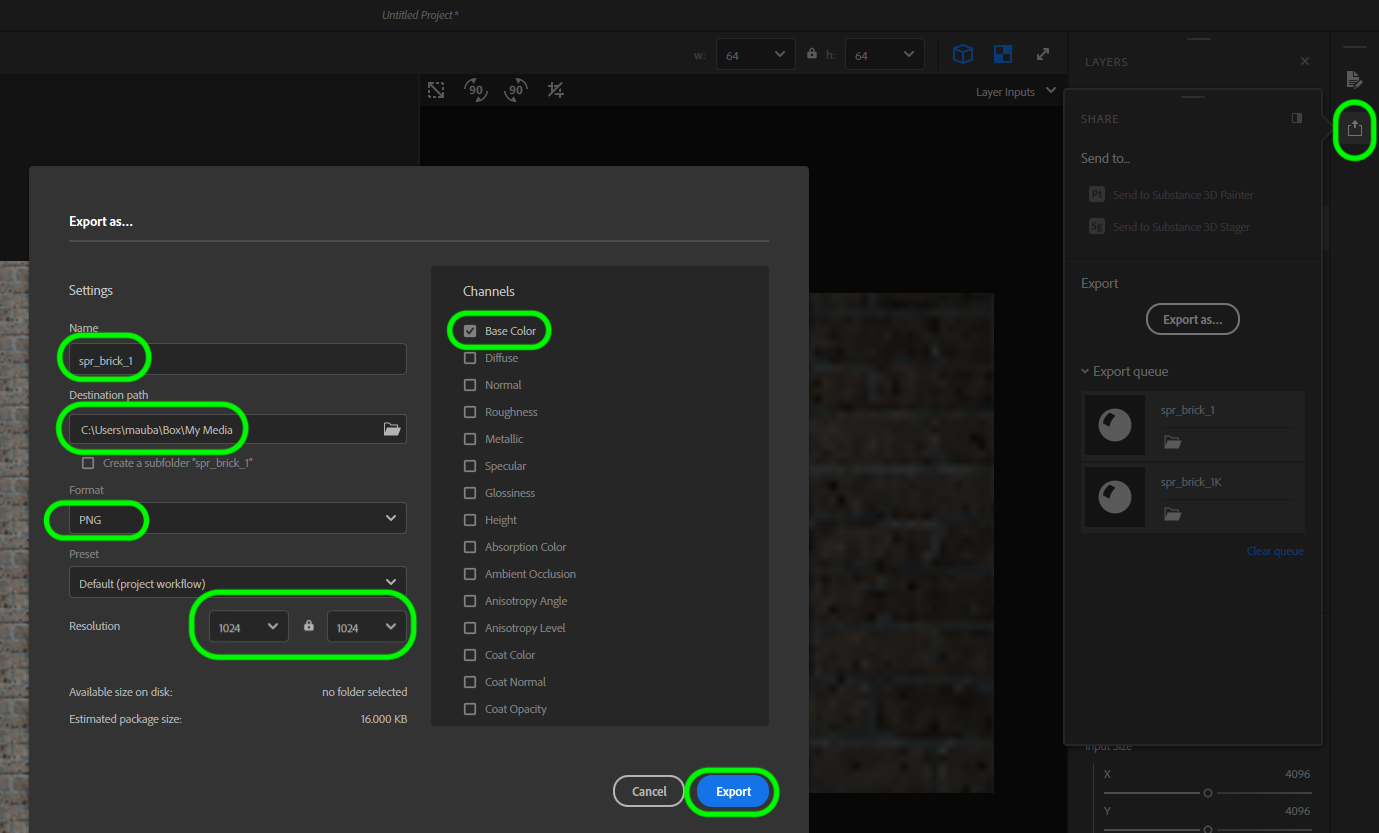 Untitled Project*
w: 64 h: 64
LAYERS
90 90
Layer Inputs
SHARE
Send to...
Pt Send to Substance 3D Painter
Sg Send to Substance 3D Stager
Export
Export as...
Export queue
spr_brick_1
spr_brick_1K
Clear queue
Input Size
X 4096
Y 4096
Export as...
Settings
Name
spr_brick_1
Destination path
C:\Users\mauba\Box\My Media
Create a subfolder "spr_brick_1"
Format
PNG
Preset
Default (project workflow)
Resolution 1024 1024
Available size on disk: no folder selected
Estimated package size: 16.000 KB
Channels
Base Color
Diffuse
Normal
Roughness
Metallic
Specular
Glossiness
Height
Absorption Color
Ambient Occlusion
Anisotropy Angle
Anisotropy Level
Coat Color
Coat Normal
Coat Opacity
Cancel Export